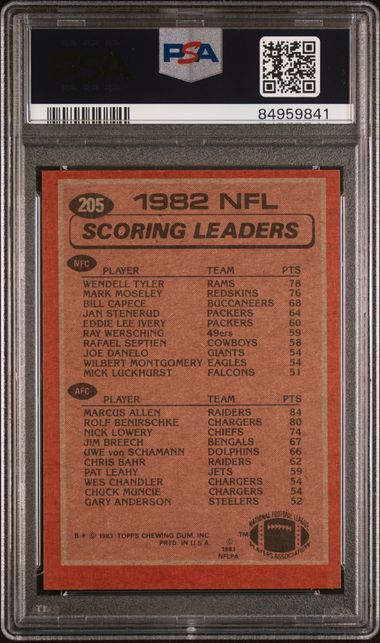 PSA
PSA
84959841
205
1982 NFL
SCORING LEADERS
NFC PLAYER TEAM PTS
WENDELL TYLER RAMS 78
MARK MOSELEY REDSKINS 76
BILL CAPECE BUCCANEERS 68
JAN STENERUD PACKERS 64
EDDIE LEE IVERY PACKERS 60
RAY WERSCHING 49ers 59
RAFAEL SEPTIEN COWBOYS 58
JOE DANELO GIANTS 54
WILBERT MONTGOMERY EAGLES 54
MICK LUCKHURST FALCONS 51
AFC PLAYER TEAM PTS
MARCUS ALLEN RAIDERS 84
ROLF BENIRSCHKE CHARGERS 80
NICK LOWERY CHIEFS 74
JIM BREECH BENGALS 67
UWE von SCHAMANN DOLPHINS 66
CHRIS BAHR RAIDERS 62
PAT LEAHY JETS 59
WES CHANDLER CHARGERS 54
CHUCK MUNCIE CHARGERS 54
GARY ANDERSON STEELERS 52
B * © 1983 TOPPS CHEWING GUM, INC.
PRTD. IN U.S.A.
© 1983
NFLPA
TM
NATIONAL FOOTBALL LEAGUE
PLAYERS ASSOCIATION